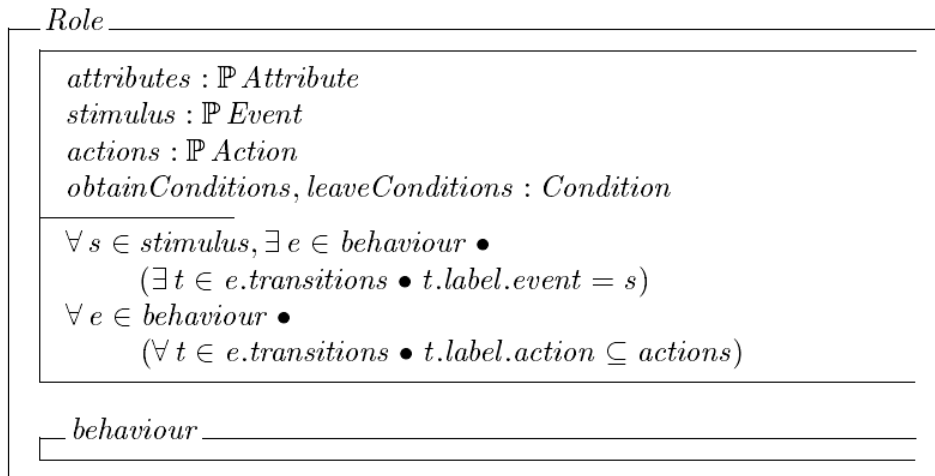 Role
attributes : ℙ Attribute
stimulus : ℙ Event
actions : ℙ Action
obtainConditions, leaveConditions : Condition
∀ s ∈ stimulus, ∃ e ∈ behaviour •
(∃ t ∈ e.transitions • t.label.event = s)
∀ e ∈ behaviour •
(∀ t ∈ e.transitions • t.label.action ⊆ actions)
behaviour